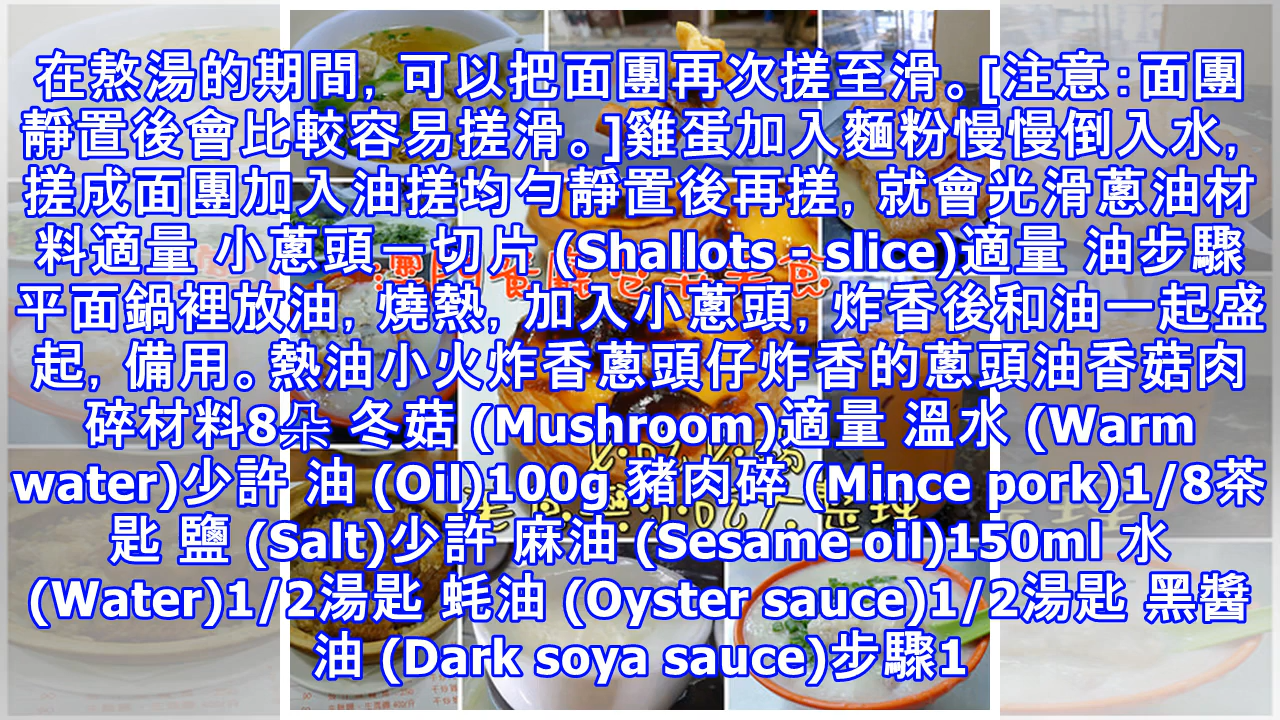 在熬湯的期間, 可以把面團再次搓至滑。[注意:面團
靜置後會比較容易搓滑。]雞蛋加入麵粉慢慢倒入水,
搓成面團加入油搓均勻靜置後再搓, 就會光滑蔥油材
料適量 小蔥頭－切片 (Shallots - slice)適量 油步驟
平面鍋裡放油, 燒熱, 加入小蔥頭, 炸香後和油一起盛
起, 備用。熱油小火炸香蔥頭仔炸香的蔥頭油香菇肉
碎材料8朵 冬菇 (Mushroom)適量 溫水 (Warm
water)少許 油 (Oil)100g 豬肉碎 (Mince pork)1/8茶
匙 鹽 (Salt)少許 麻油 (Sesame oil)150ml 水
(Water)1/2湯匙 蚝油 (Oyster sauce)1/2湯匙 黑醬
油 (Dark soya sauce)步驟1